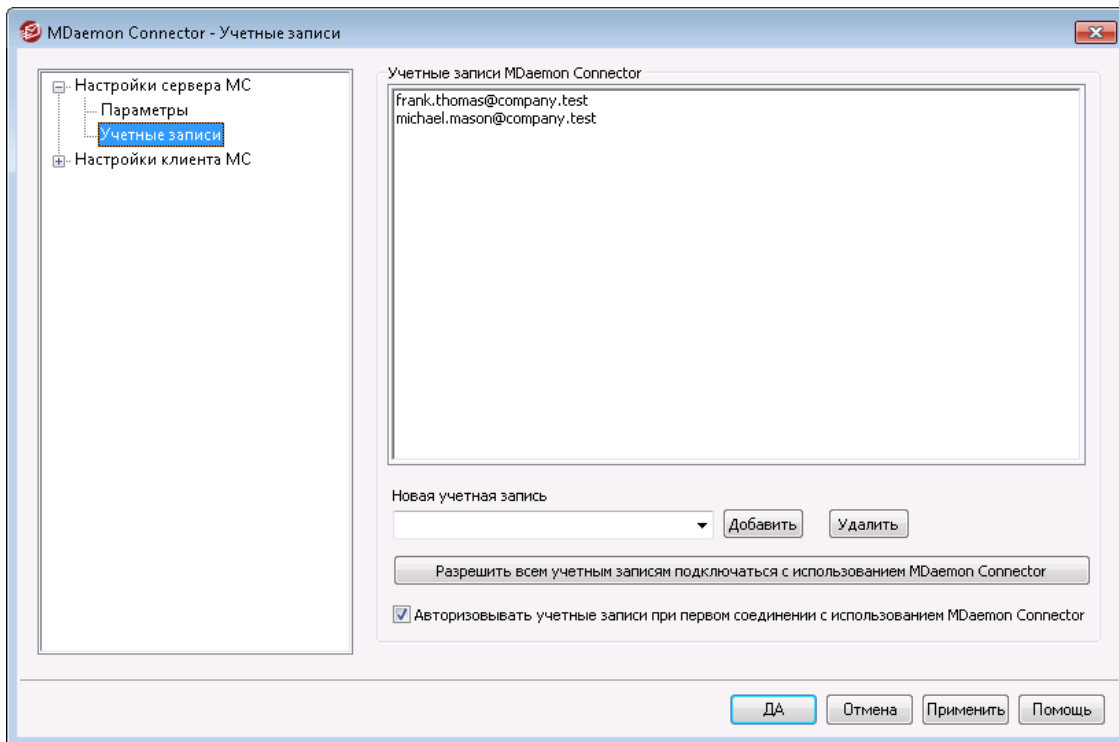 MDaemon Connector - Учетные записи
Настройки сервера MC
Параметры
Учетные записи
Настройки клиента MC
Учетные записи MDaemon Connector
frank.thomas@company.test
michael.mason@company.test
Новая учетная запись
Добавить
Удалить
Разрешить всем учетным записям подключаться с использованием MDaemon Connector
Авторизовывать учетные записи при первом соединении с использованием MDaemon Connector
ДА
Отмена
Применить
Помощь